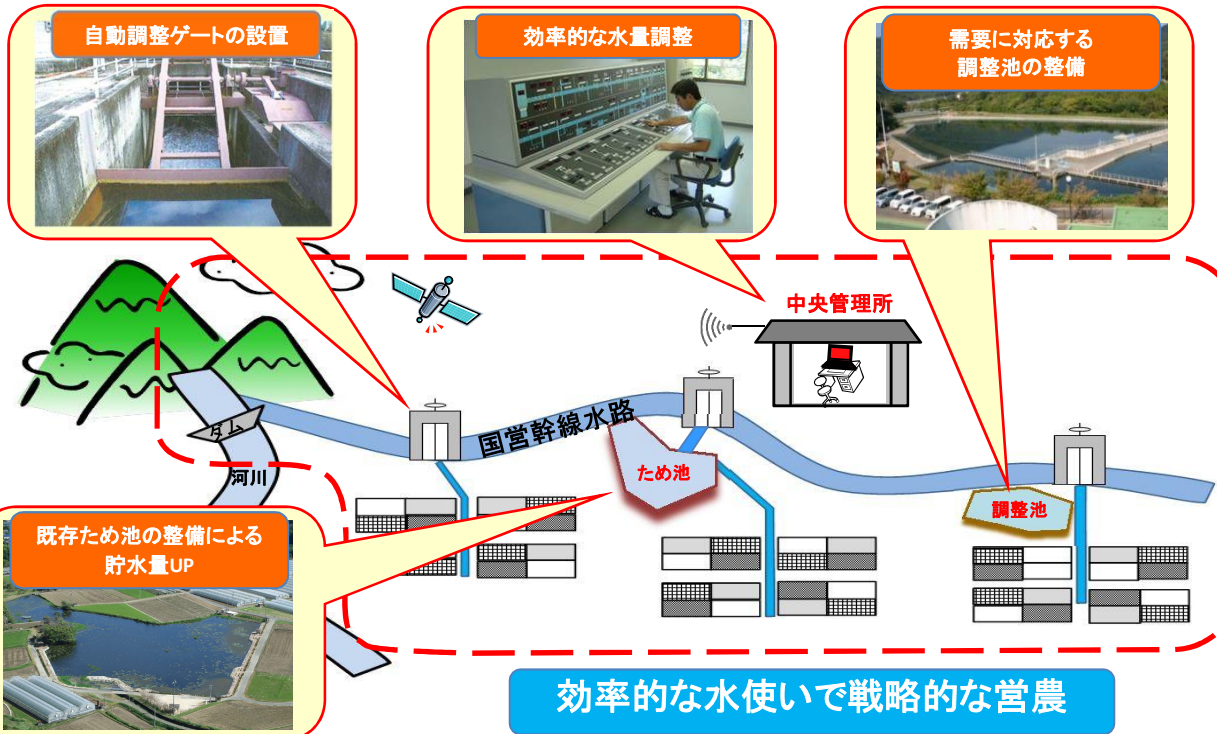 自動調整ゲートの設置
効率的な水量調整
需要に対応する
調整池の整備
中央管理所
国営幹線水路
ダム
河川
ため池
調整池
既存ため池の整備による
貯水量UP
効率的な水使いで戦略的な営農